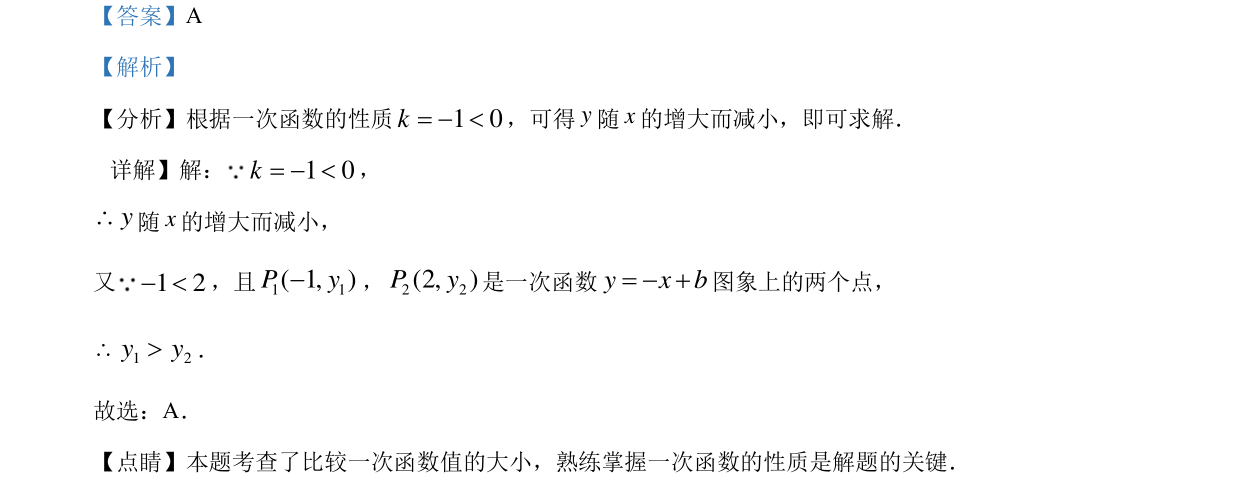 【答案】A
【解析】
【分析】根据一次函数的性质 k = −1 < 0，可得 y 随 x 的增大而减小，即可求解．
详解】解：∵ k = −1 < 0，
∴ y 随 x 的增大而减小，
又∵ −1 < 2，且 P₁(−1, y₁)，P₂(2, y₂) 是一次函数 y = −x + b 图象上的两个点，
∴ y₁ > y₂．
故选：A．
【点睛】本题考查了比较一次函数值的大小，熟练掌握一次函数的性质是解题的关键．